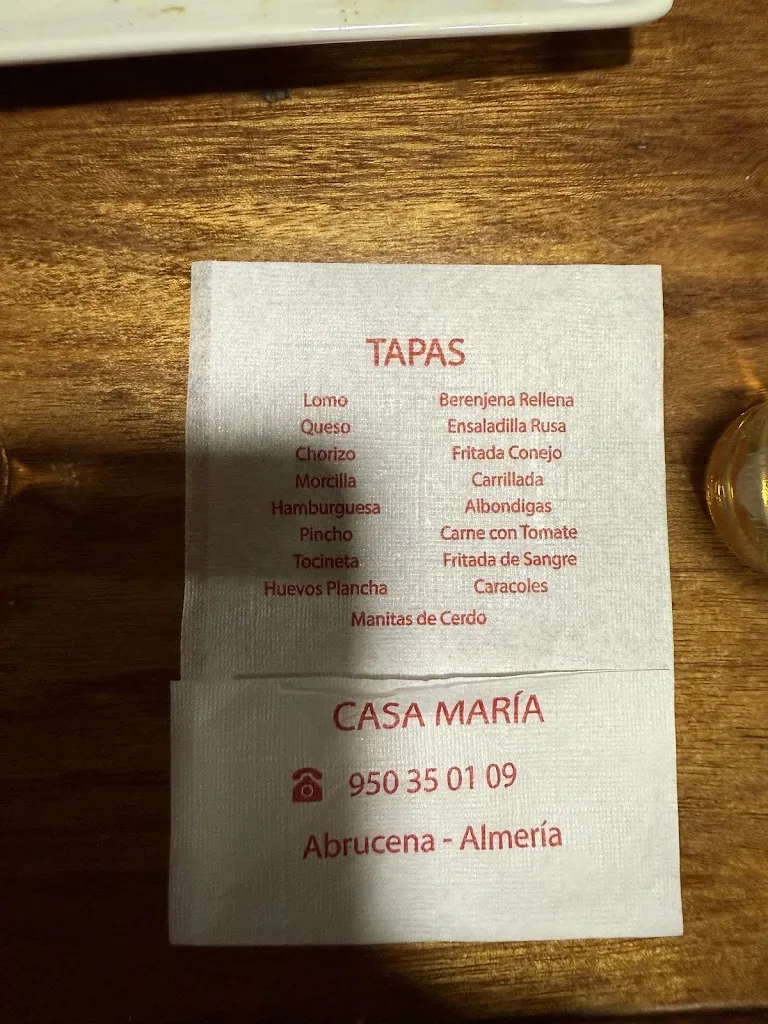 TAPAS
Lomo
Queso
Chorizo
Morcilla
Hamburguesa
Pincho
Tocineta
Huevos Plancha
Berenjena Rellena
Ensaladilla Rusa
Fritada Conejo
Carrillada
Albondigas
Carne con Tomate
Fritada de Sangre
Caracoles
Manitas de Cerdo
CASA MARÍA
950 35 01 09
Abrucena - Almería